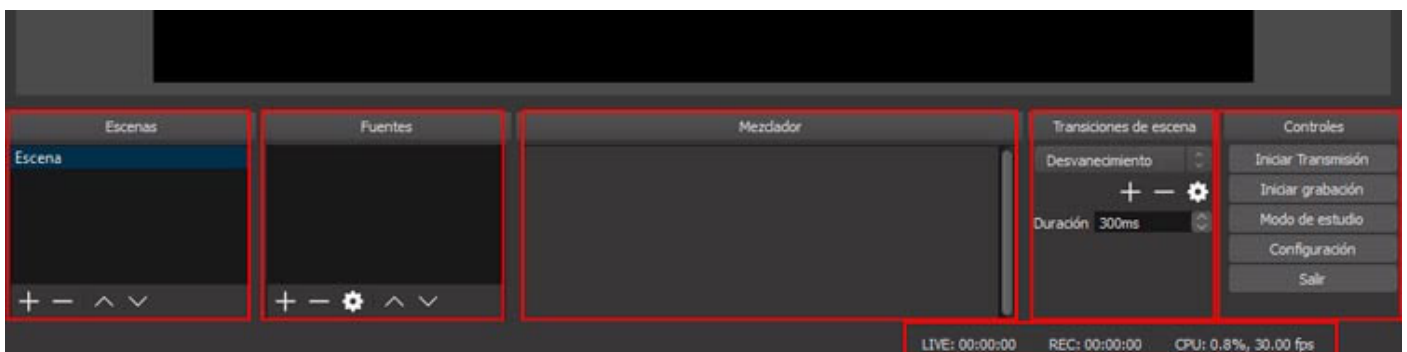 Escenas
Escena
Fuentes
Mezclador
Transiciones de escena
Desvanecimiento
Duración 300ms
Controles
Iniciar Transmisión
Iniciar grabación
Modo de estudio
Configuración
Salir
LIVE: 00:00:00 REC: 00:00:00 CPU: 0.8%, 30.00 fps